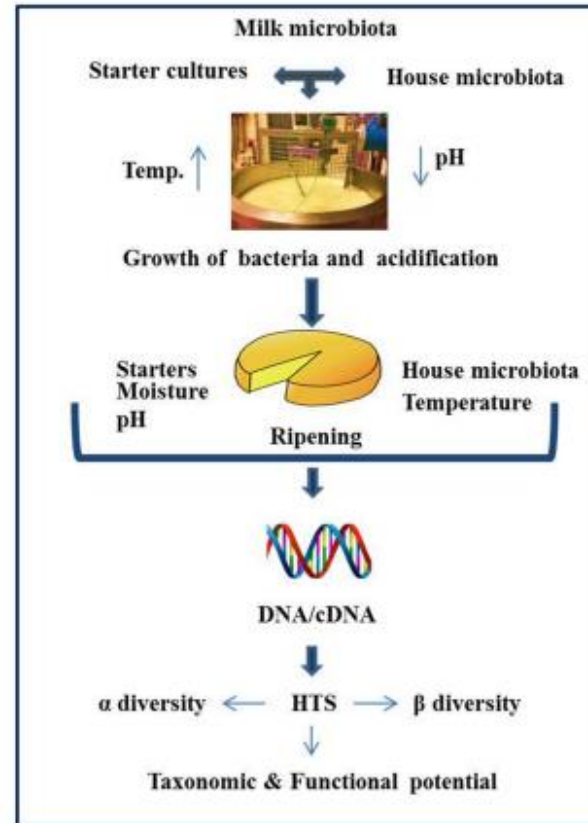 Milk microbiota
Starter cultures
House microbiota
Temp.
pH
Growth of bacteria and acidification
Starters
Moisture
pH
House microbiota
Temperature
Ripening
DNA/cDNA
α diversity
HTS
β diversity
Taxonomic & Functional potential